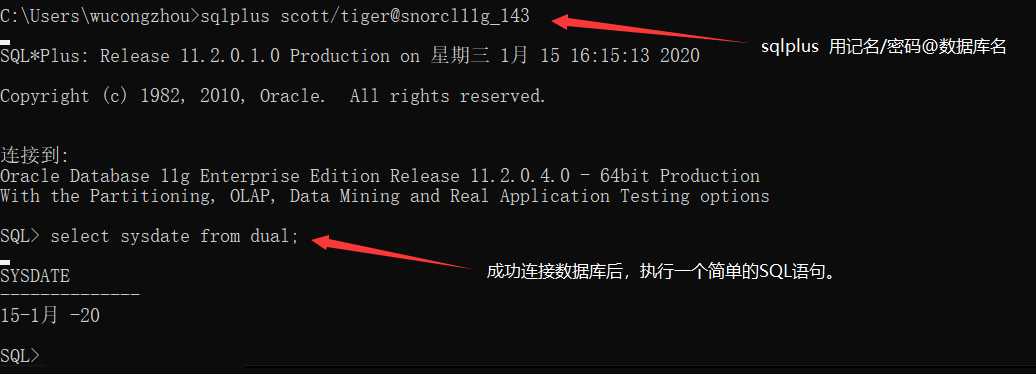 C:\Users\wucongzhou>sqlplus scott/tiger@snorcl11g_143
sqlplus 用记名/密码@数据库名
SQL*Plus: Release 11.2.0.1.0 Production on 星期三 1月 15 16:15:13 2020
Copyright (c) 1982, 2010, Oracle.  All rights reserved.
连接到:
Oracle Database 11g Enterprise Edition Release 11.2.0.4.0 - 64bit Production
With the Partitioning, OLAP, Data Mining and Real Application Testing options
SQL> select sysdate from dual;
成功连接数据库后，执行一个简单的SQL语句。
SYSDATE
--------------
15-1月 -20
SQL>